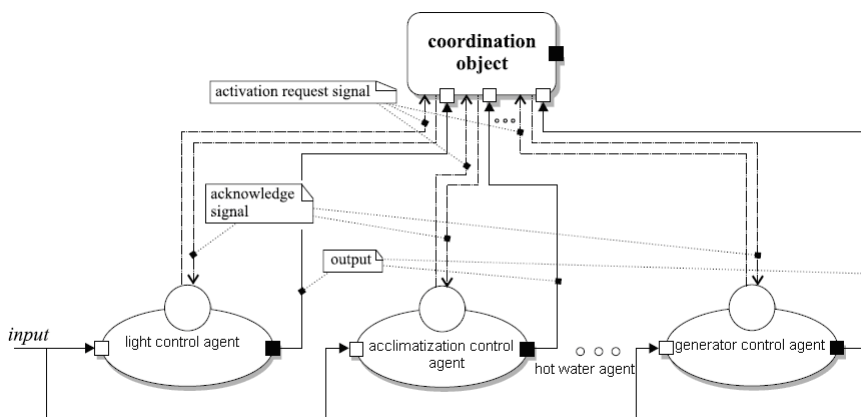 coordination
object
activation request signal
acknowledge
signal
output
input
light control agent
acclimatization control
agent
hot water agent
generator control agent